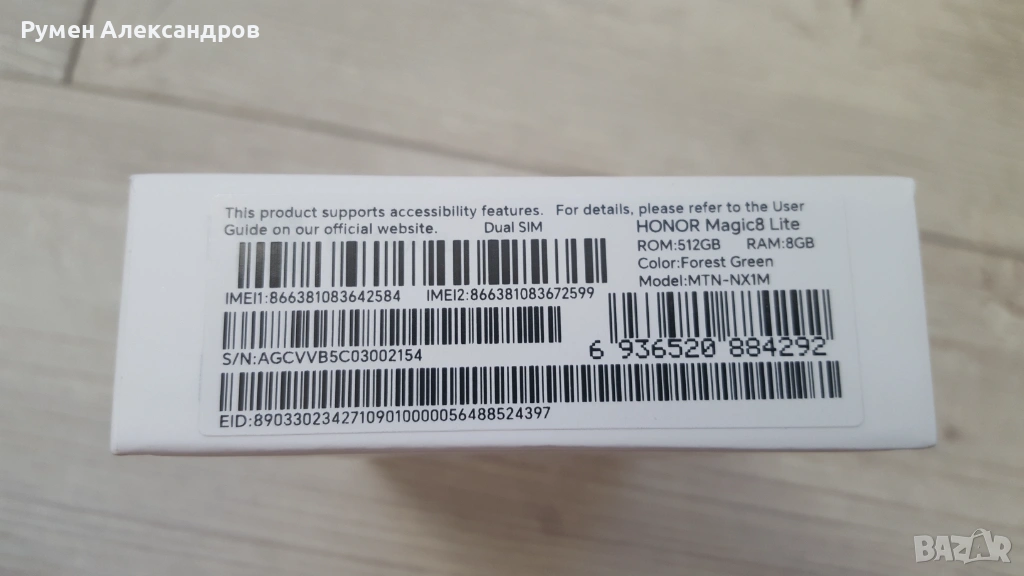 Румен Александров
This product supports accessibility features. For details, please refer to the User
Guide on our official website. Dual SIM HONOR Magic8 Lite
ROM:512GB RAM:8GB
Color:Forest Green
Model:MTN-NX1M
IMEI1:866381083642584 IMEI2:866381083672599
S/N:AGCVVB5C03002154
6 936520 884292
EID:89033023427109010000056488524397
BAZAR